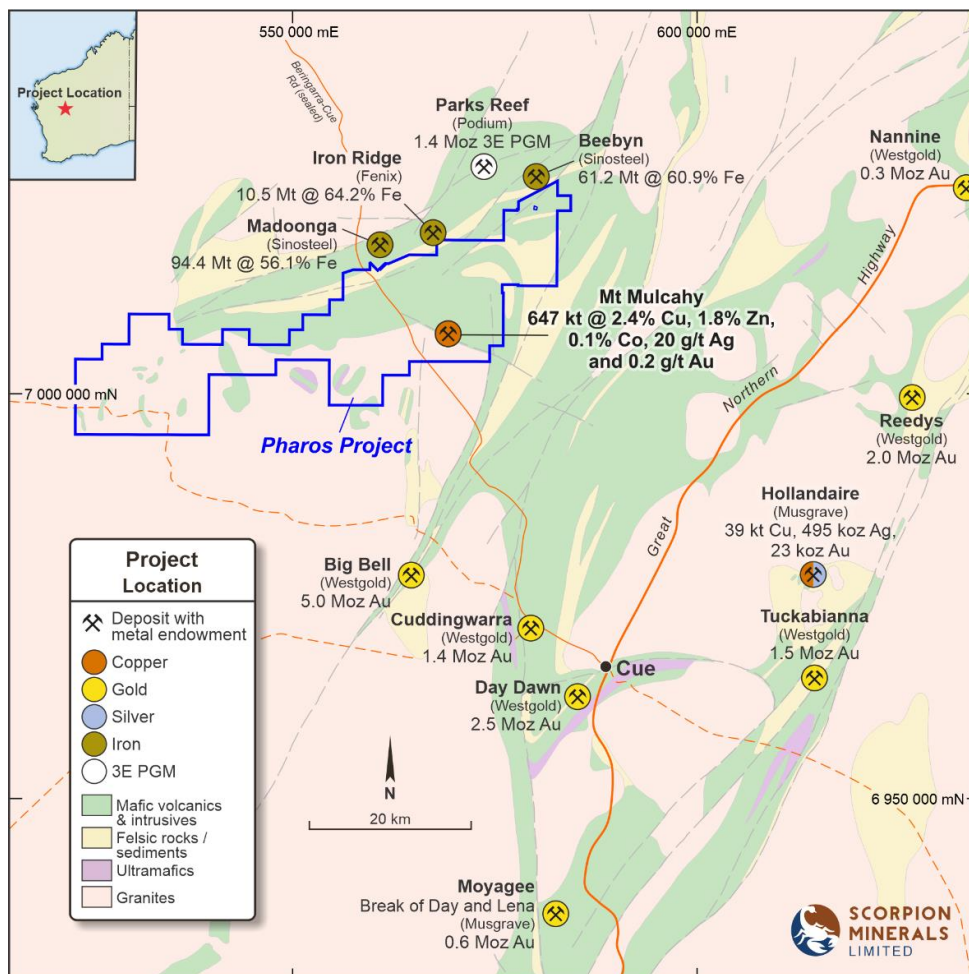 550 000 mE
600 000 mE
Project Location
Beringarra-Cue
Rd (sealed)
Parks Reef
(Podium)
1.4 Moz 3E PGM
Beebyn
(Sinosteel)
61.2 Mt @ 60.9% Fe
Nannine
(Westgold)
0.3 Moz Au
Iron Ridge
(Fenix)
10.5 Mt @ 64.2% Fe
Madoonga
(Sinosteel)
94.4 Mt @ 56.1% Fe
Mt Mulcahy
647 kt @ 2.4% Cu, 1.8% Zn,
0.1% Co, 20 g/t Ag
and 0.2 g/t Au
Highway
Northern
Great
7 000 000 mN
Pharos Project
Reedys
(Westgold)
2.0 Moz Au
Hollandaire
(Musgrave)
39 kt Cu, 495 koz Ag,
23 koz Au
Big Bell
(Westgold)
5.0 Moz Au
Cuddingwarra
(Westgold)
1.4 Moz Au
Tuckabianna
(Westgold)
1.5 Moz Au
Cue
Day Dawn
(Westgold)
2.5 Moz Au
Project
Location
Deposit with
metal endowment
Copper
Gold
Silver
Iron
3E PGM
Mafic volcanics
& intrusives
Felsic rocks /
sediments
Ultramafics
Granites
N
20 km
6 950 000 mN
Moyagee
Break of Day and Lena
(Musgrave)
0.6 Moz Au
SCORPION
MINERALS
LIMITED